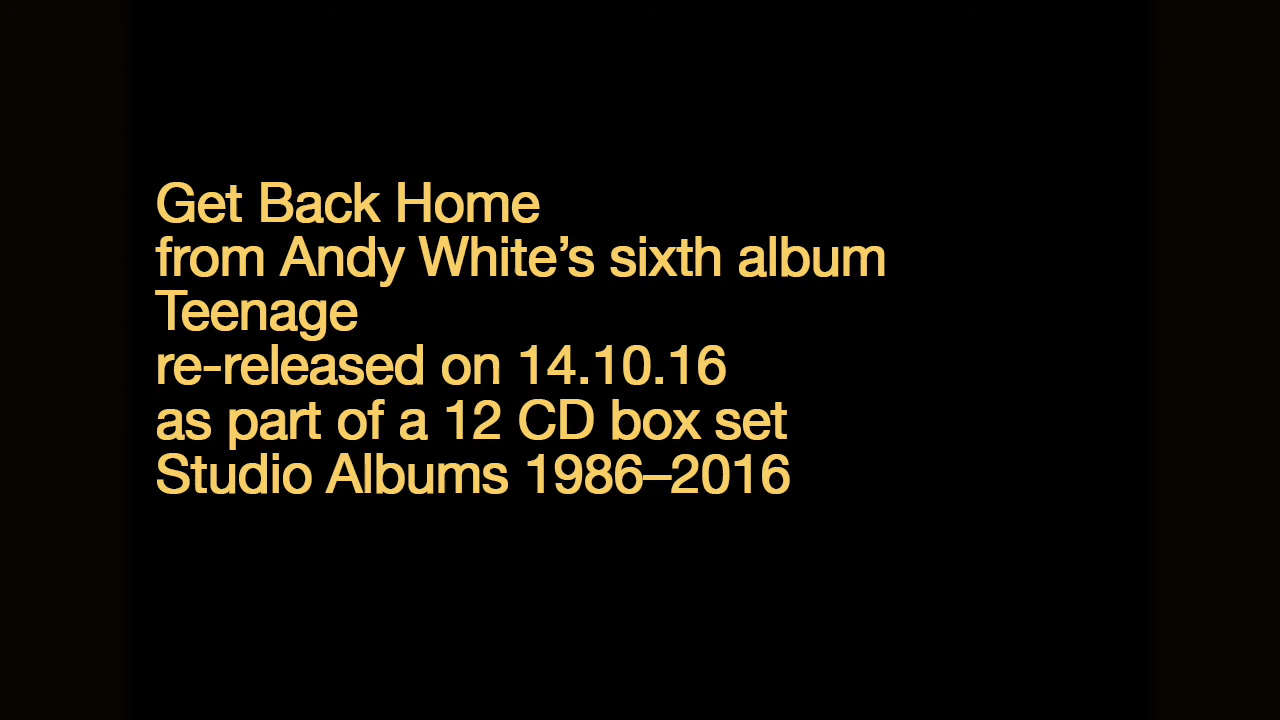 Get Back Home
from Andy White’s sixth album
Teenage
re-released on 14.10.16
as part of a 12 CD box set
Studio Albums 1986–2016